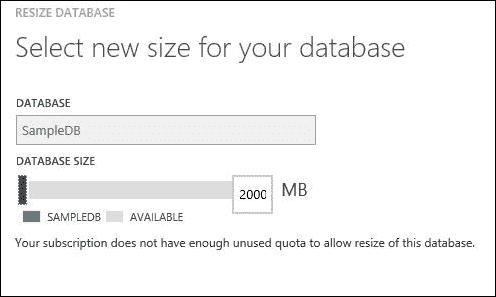 RESIZE DATABASE
Select new size for your database
DATABASE
SampleDB
DATABASE SIZE
2000 MB
SAMPLEDB AVAILABLE
Your subscription does not have enough unused quota to allow resize of this database.